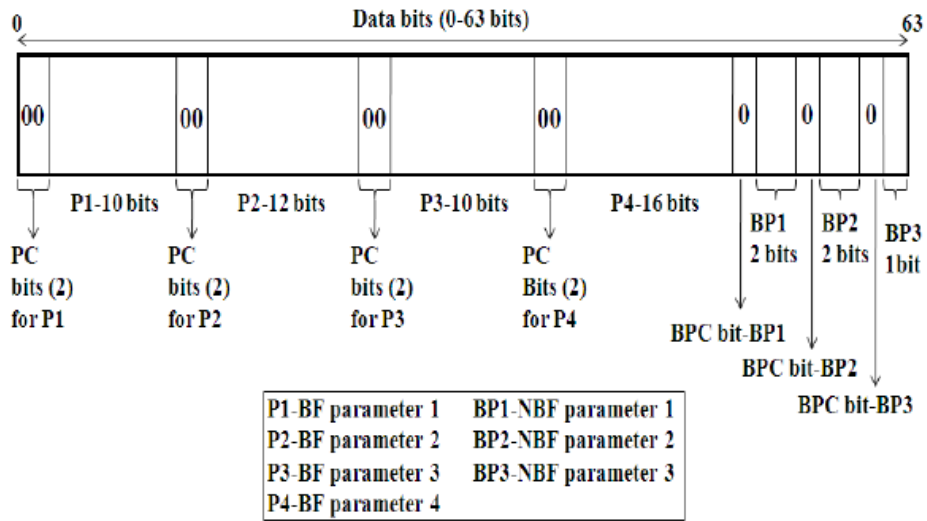 Data bits (0-63 bits)
0
63
00
00
00
00
0
0
0
P1-10 bits
P2-12 bits
P3-10 bits
P4-16 bits
BP1
2 bits
BP2
2 bits
BP3
1bit
PC
bits (2)
for P1
PC
bits (2)
for P2
PC
bits (2)
for P3
PC
Bits (2)
for P4
BPC bit-BP1
BPC bit-BP2
BPC bit-BP3
P1-BF parameter 1 BP1-NBF parameter 1
P2-BF parameter 2 BP2-NBF parameter 2
P3-BF parameter 3 BP3-NBF parameter 3
P4-BF parameter 4